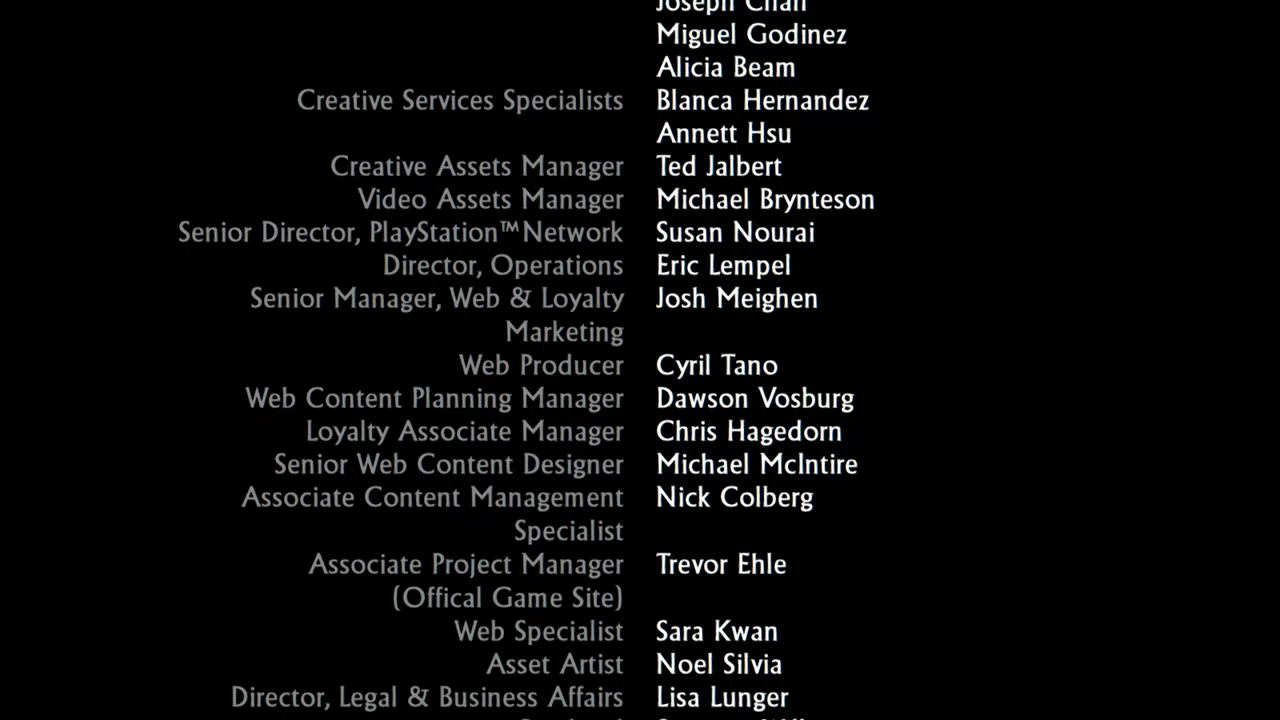 Joseph Chan
Miguel Godinez
Alicia Beam
Creative Services Specialists Blanca Hernandez
Annett Hsu
Creative Assets Manager Ted Jalbert
Video Assets Manager Michael Brynteson
Senior Director, PlayStation™Network Susan Nourai
Director, Operations Eric Lempel
Senior Manager, Web & Loyalty Josh Meighen
Marketing
Web Producer Cyril Tano
Web Content Planning Manager Dawson Vosburg
Loyalty Associate Manager Chris Hagedorn
Senior Web Content Designer Michael McIntire
Associate Content Management Nick Colberg
Specialist
Associate Project Manager Trevor Ehle
(Offical Game Site)
Web Specialist Sara Kwan
Asset Artist Noel Silvia
Director, Legal & Business Affairs Lisa Lunger